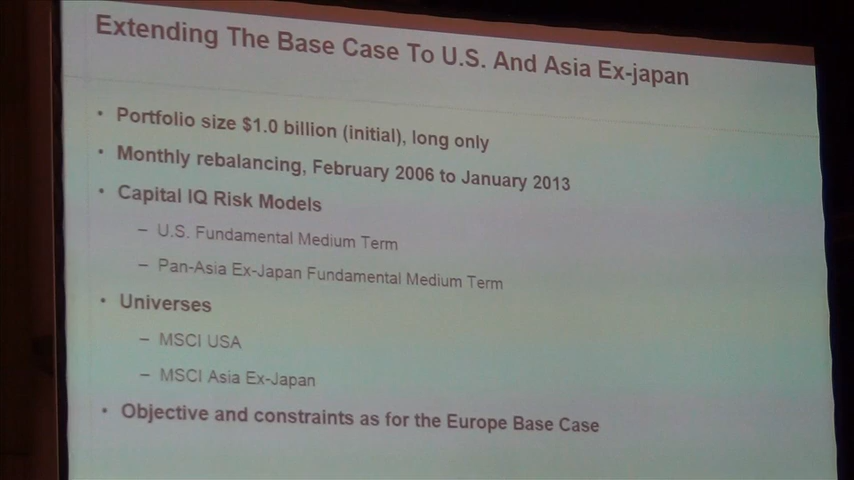 Extending The Base Case To U.S. And Asia Ex-japan
• Portfolio size $1.0 billion (initial), long only
• Monthly rebalancing, February 2006 to January 2013
• Capital IQ Risk Models
– U.S. Fundamental Medium Term
– Pan-Asia Ex-Japan Fundamental Medium Term
• Universes
– MSCI USA
– MSCI Asia Ex-Japan
• Objective and constraints as for the Europe Base Case